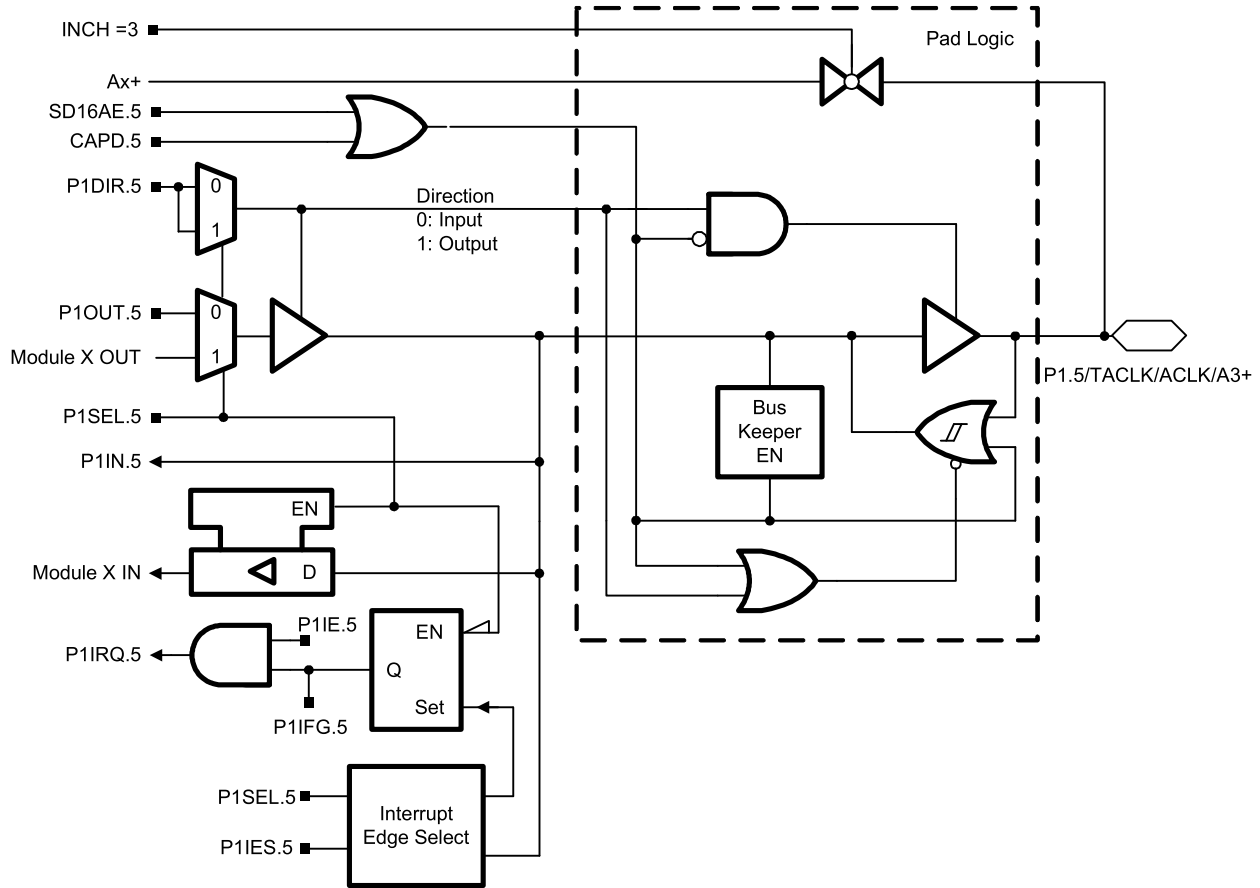 INCH =3
Pad Logic
Ax+
SD16AE.5
CAPD.5
P1DIR.5
0
1
Direction
0: Input
1: Output
P1OUT.5
0
Module X OUT
1
P1.5/TACLK/ACLK/A3+
P1SEL.5
Bus
Keeper
EN
P1IN.5
EN
Module X IN
D
P1IE.5
EN
P1IRQ.5
Q
Set
P1IFG.5
P1SEL.5
Interrupt
Edge Select
P1IES.5